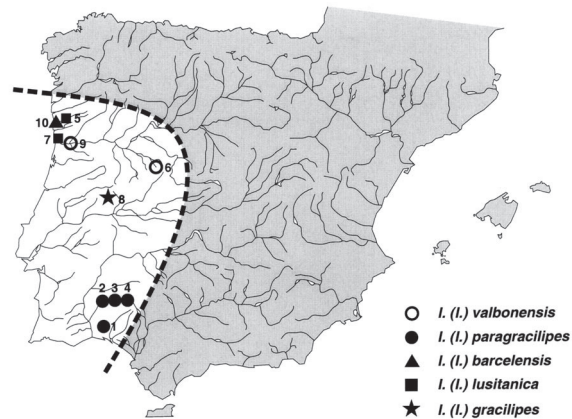 5
10
7
9
6
8
2 3 4
1
I. (I.) valbonensis
I. (I.) paragracilipes
I. (I.) barcelensis
I. (I.) lusitanica
I. (I.) gracilipes